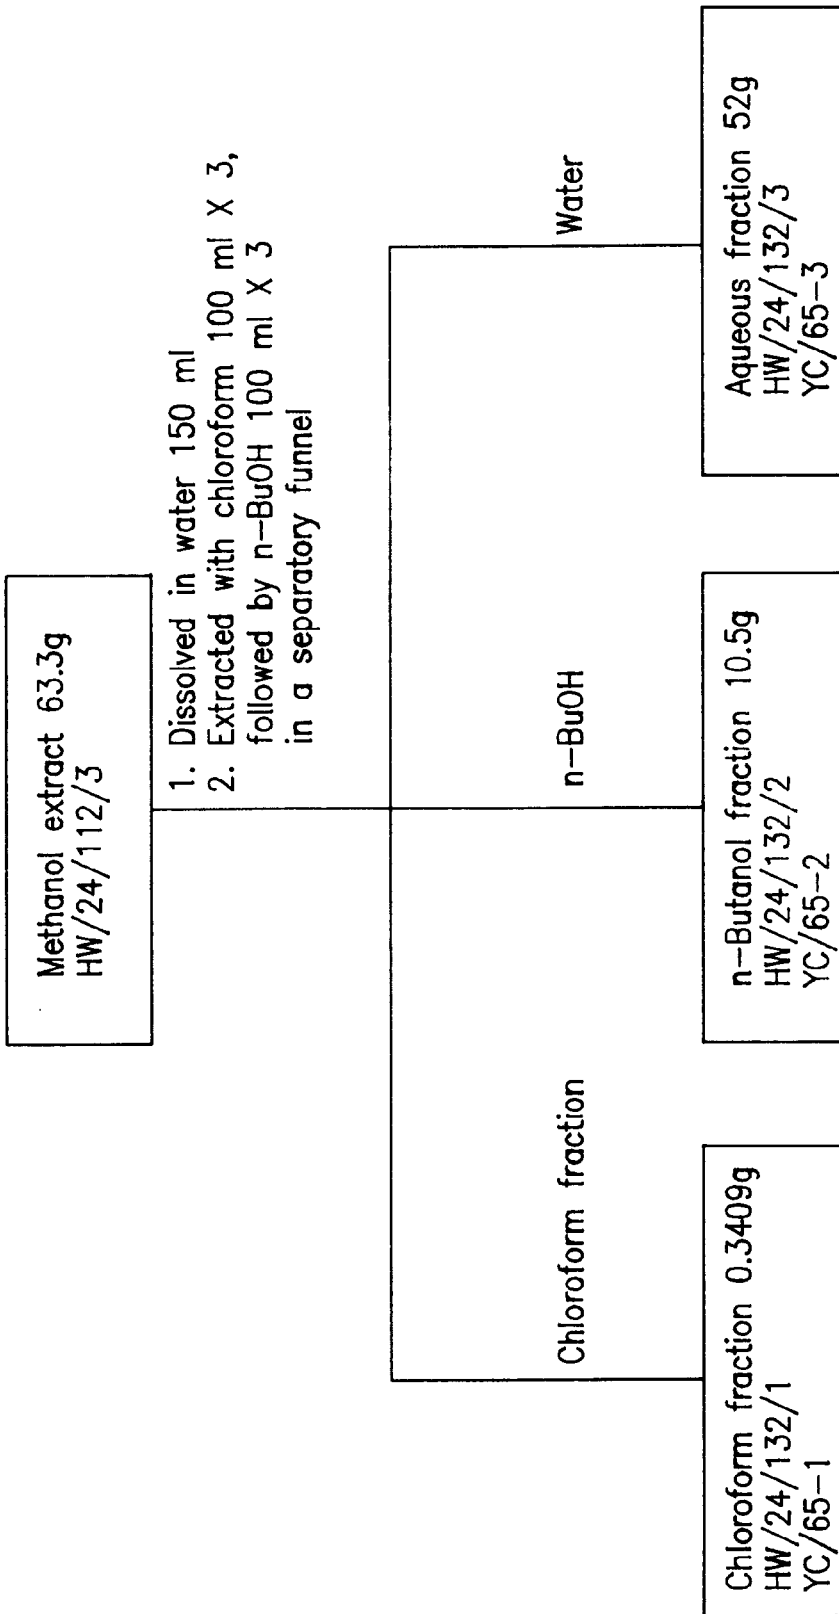 Methanol extract 63.3g
HW/24/112/3
1. Dissolved in water 150 ml
2. Extracted with chloroform 100 ml X 3,
followed by n-BuOH 100 ml X 3
in a separatory funnel
Chloroform fraction
n-BuOH
Water
Chloroform fraction 0.3409g
HW/24/132/1
YC/65-1
n-Butanol fraction 10.5g
HW/24/132/2
YC/65-2
Aqueous fraction 52g
HW/24/132/3
YC/65-3